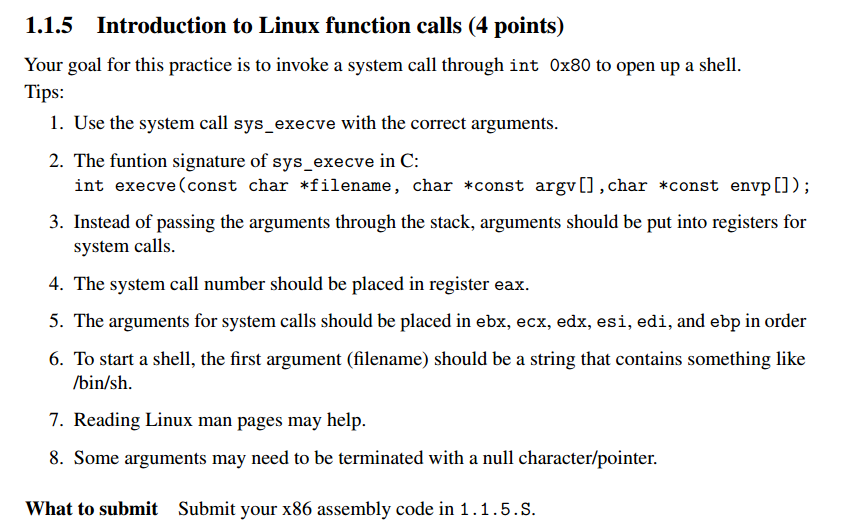 1.1.5 Introduction to Linux function calls (4 points)
Your goal for this practice is to invoke a system call through int 0x80 to open up a shell.
Tips:
1. Use the system call sys_execve with the correct arguments.
2. The funtion signature of sys_execve in C:
int execve(const char *filename, char *const argv[],char *const envp[]);
3. Instead of passing the arguments through the stack, arguments should be put into registers for
system calls.
4. The system call number should be placed in register eax.
5. The arguments for system calls should be placed in ebx, ecx, edx, esi, edi, and ebp in order
6. To start a shell, the first argument (filename) should be a string that contains something like
/bin/sh.
7. Reading Linux man pages may help.
8. Some arguments may need to be terminated with a null character/pointer.
What to submit Submit your x86 assembly code in 1.1.5.S.